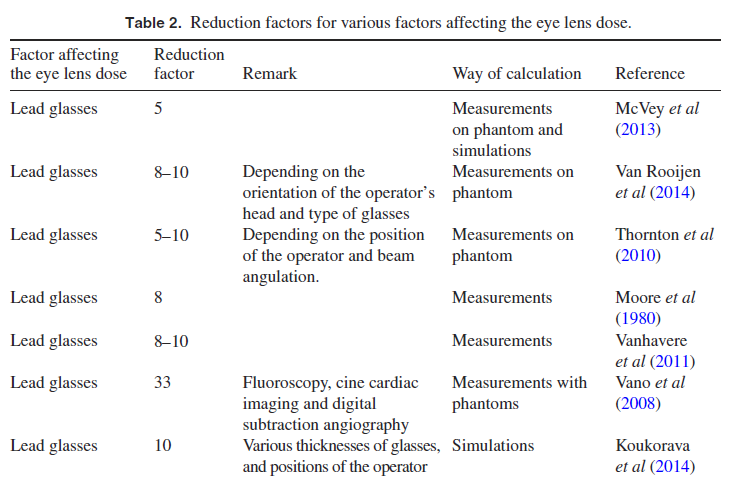 Table 2. Reduction factors for various factors affecting the eye lens dose.
Factor affecting Reduction
the eye lens dose factor Remark Way of calculation Reference
Lead glasses 5 Measurements McVey et al
on phantom and (2013)
simulations
Lead glasses 8–10 Depending on the Measurements on Van Rooijen
orientation of the operator's phantom et al (2014)
head and type of glasses
Lead glasses 5–10 Depending on the position Measurements on Thornton et al
of the operator and beam phantom (2010)
angulation.
Lead glasses 8 Measurements Moore et al
(1980)
Lead glasses 8–10 Measurements Vanhavere
et al (2011)
Lead glasses 33 Fluoroscopy, cine cardiac Measurements with Vano et al
imaging and digital phantoms (2008)
subtraction angiography
Lead glasses 10 Various thicknesses of glasses, Simulations Koukorava
and positions of the operator et al (2014)